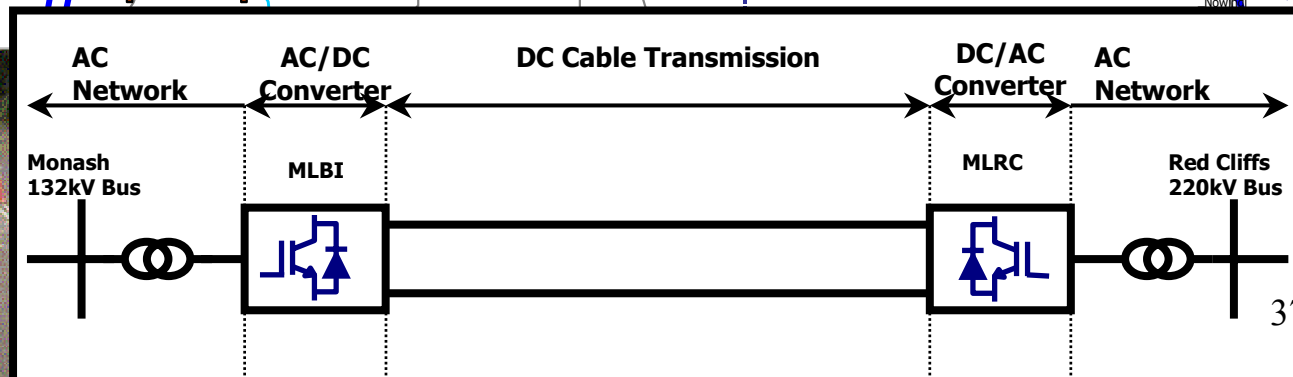 AC
Network
AC/DC
Converter
DC Cable Transmission
DC/AC
Converter
AC
Network
Monash
132kV Bus
MLBI
MLRC
Red Cliffs
220kV Bus